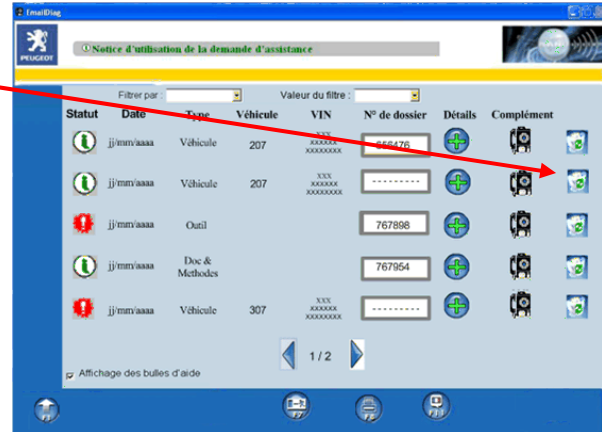 EmailDiag
PEUGEOT
Notice d'utilisation de la demande d'assistance
Filtrer par : Valeur du filtre :
Statut Date Type Véhicule VIN N° de dossier Détails Complément
jj/mm/aaaa Véhicule 207 xxx xxxxxx xxxxxxxx 656476
jj/mm/aaaa Véhicule 207 xxx xxxxxx xxxxxxxx ---------
jj/mm/aaaa Outil 767898
jj/mm/aaaa Doc & Methodes 767954
jj/mm/aaaa Véhicule 307 xxx xxxxxx xxxxxxxx ---------
1 / 2
Affichage des bulles d'aide